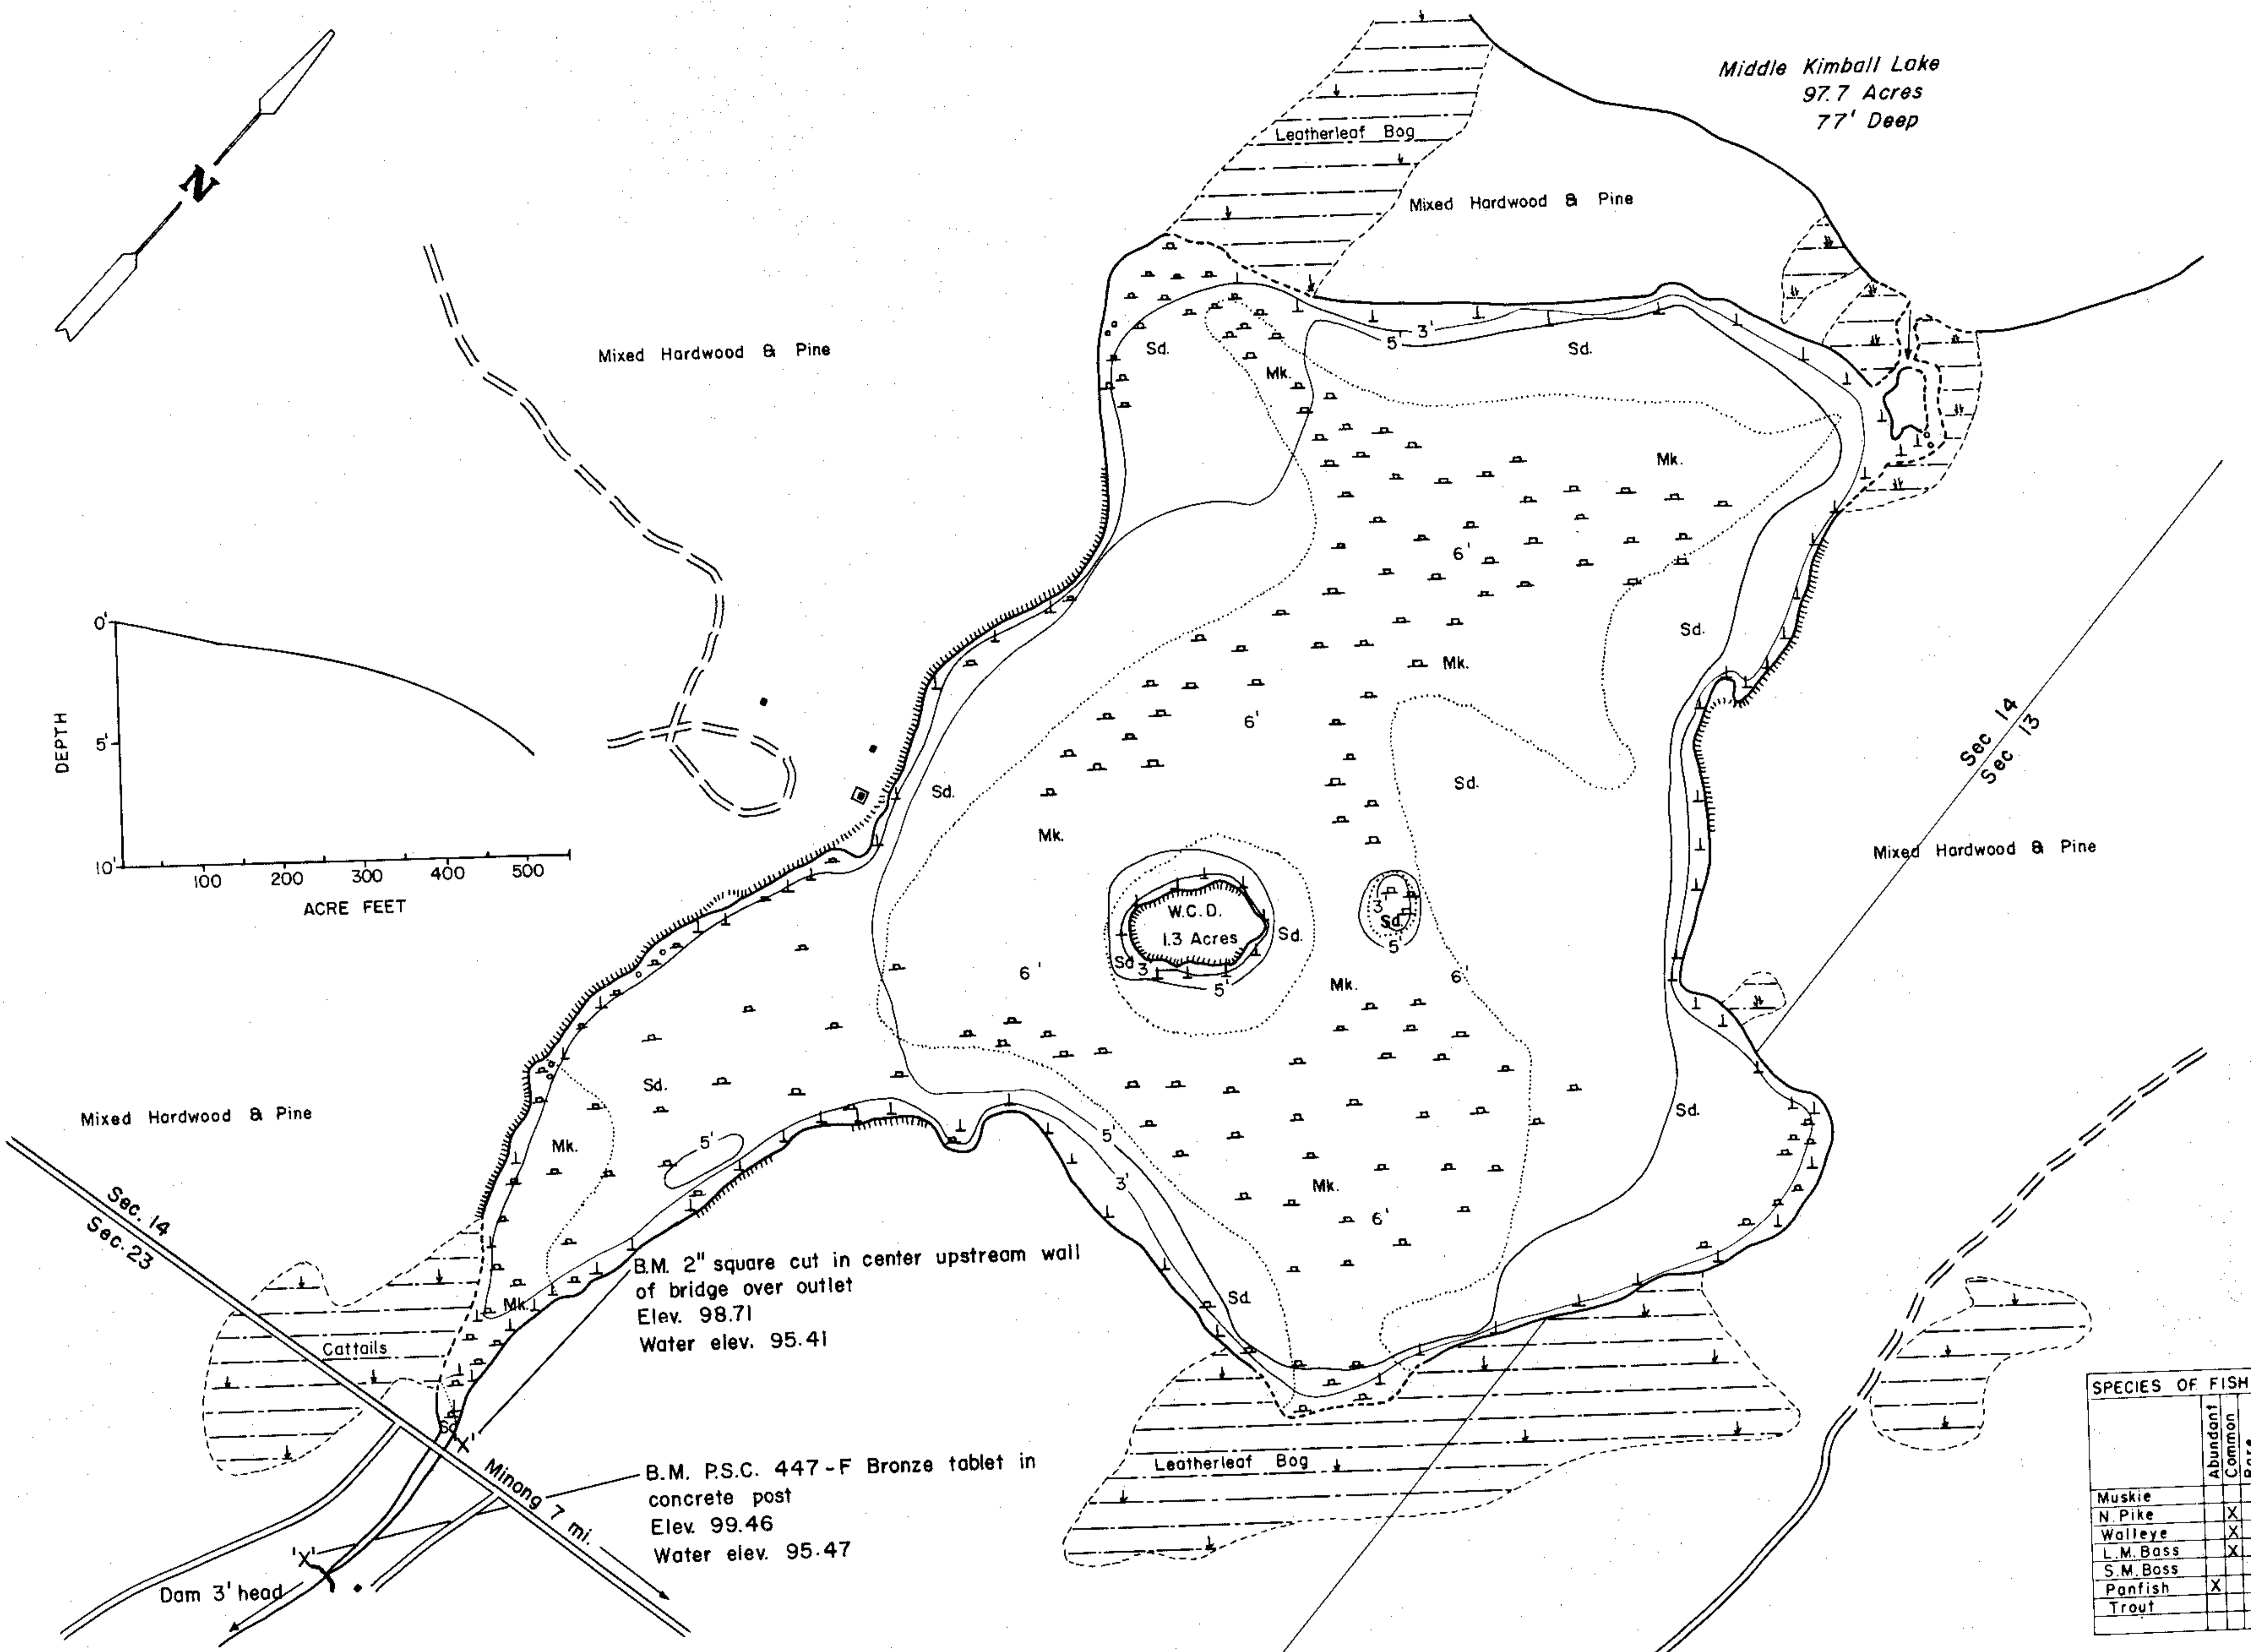 Middle Kimball Lake
97.7 Acres
77' Deep
N
Leatherleaf Bog
Mixed Hardwood & Pine
Mixed Hardwood & Pine
3'
5'
Sd.
Sd.
Mk.
Mk.
6'
Sd.
Mk.
6'
Sd.
Sd.
Mk.
0'
5'
10'
DEPTH
100 200 300 400 500
ACRE FEET
Sec 14
Sec 13
Mixed Hardwood & Pine
W.C.D.
1.3 Acres
Sd.
Sd
3'
5'
3'
Sd
5'
6'
Mk.
6'
Sd.
Sd.
Mixed Hardwood & Pine
Mk.
5'
5'
3'
Mk.
6'
Sd
Sec. 14
Sec. 23
B.M. 2" square cut in center upstream wall
of bridge over outlet
Elev. 98.71
Water elev. 95.41
Mk.
Cattails
Sd
'X'
Minong 7 mi.
B.M. P.S.C. 447-F Bronze tablet in
concrete post
Elev. 99.46
Water elev. 95.47
'X'
Dam 3' head
Leatherleaf Bog
SPECIES OF FISH
Abundant
Common
Rare
Muskie
N. Pike X
Walleye X
L.M. Bass X
S.M. Bass
Panfish X
Trout